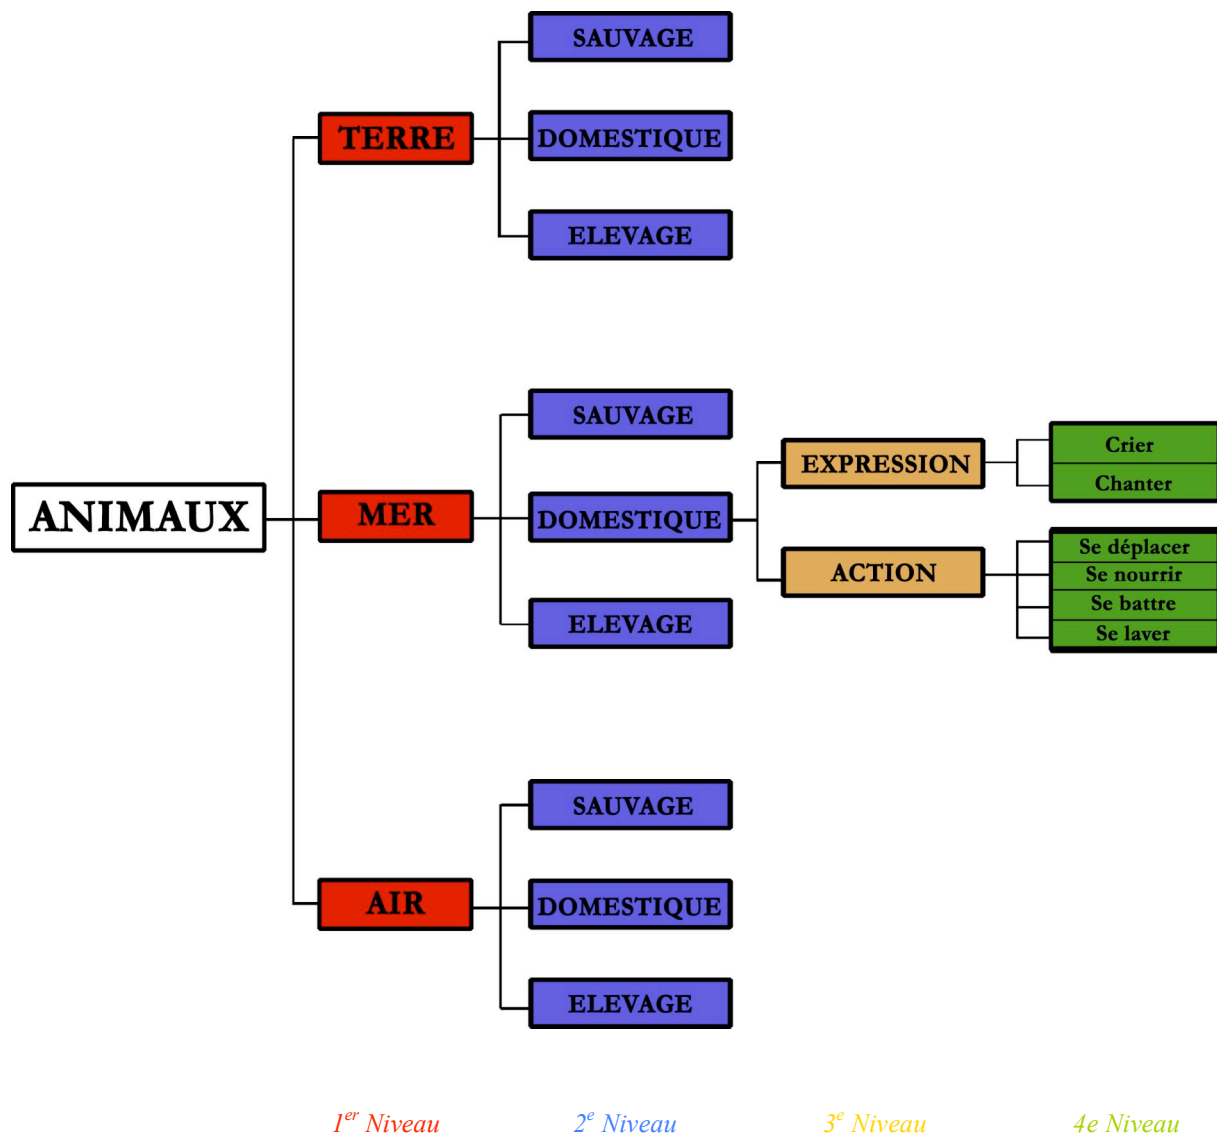 SAUVAGE
TERRE
DOMESTIQUE
ELEVAGE
SAUVAGE
EXPRESSION
Crier
Chanter
ANIMAUX
MER
DOMESTIQUE
ACTION
Se déplacer
Se nourrir
Se battre
Se laver
ELEVAGE
SAUVAGE
AIR
DOMESTIQUE
ELEVAGE
1er Niveau
2e Niveau
3e Niveau
4e Niveau